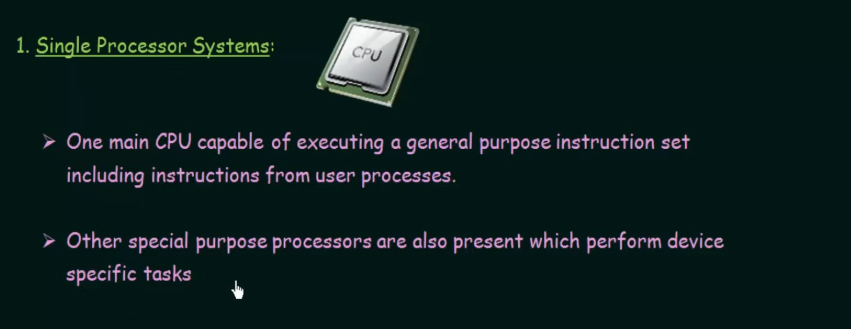 1. Single Processor Systems:
CPU
➢ One main CPU capable of executing a general purpose instruction set
including instructions from user processes.
➢ Other special purpose processors are also present which perform device
specific tasks